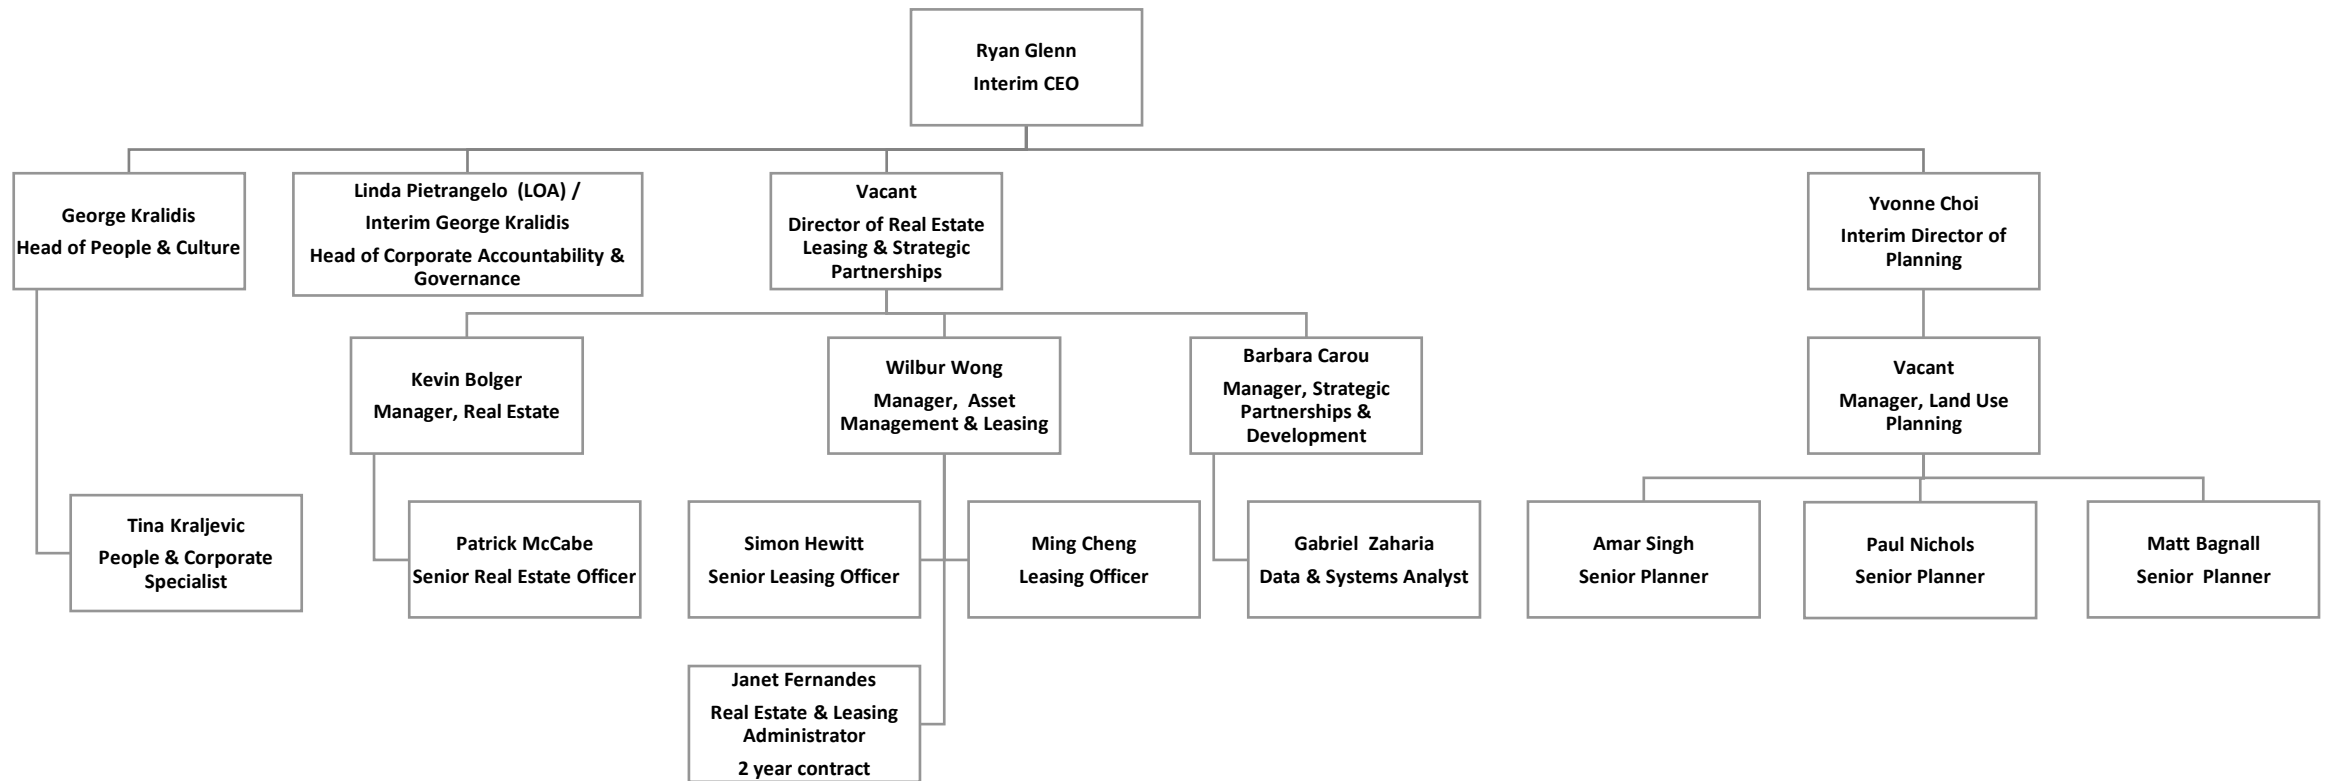 Ryan Glenn
Interim CEO
George Kralidis
Head of People & Culture
Linda Pietrangelo (LOA) /
Interim George Kralidis
Head of Corporate Accountability &
Governance
Vacant
Director of Real Estate
Leasing & Strategic
Partnerships
Yvonne Choi
Interim Director of
Planning
Kevin Bolger
Manager, Real Estate
Wilbur Wong
Manager, Asset
Management & Leasing
Barbara Carou
Manager, Strategic
Partnerships &
Development
Vacant
Manager, Land Use
Planning
Tina Kraljevic
People & Corporate
Specialist
Patrick McCabe
Senior Real Estate Officer
Simon Hewitt
Senior Leasing Officer
Ming Cheng
Leasing Officer
Gabriel Zaharia
Data & Systems Analyst
Amar Singh
Senior Planner
Paul Nichols
Senior Planner
Matt Bagnall
Senior Planner
Janet Fernandes
Real Estate & Leasing
Administrator
2 year contract